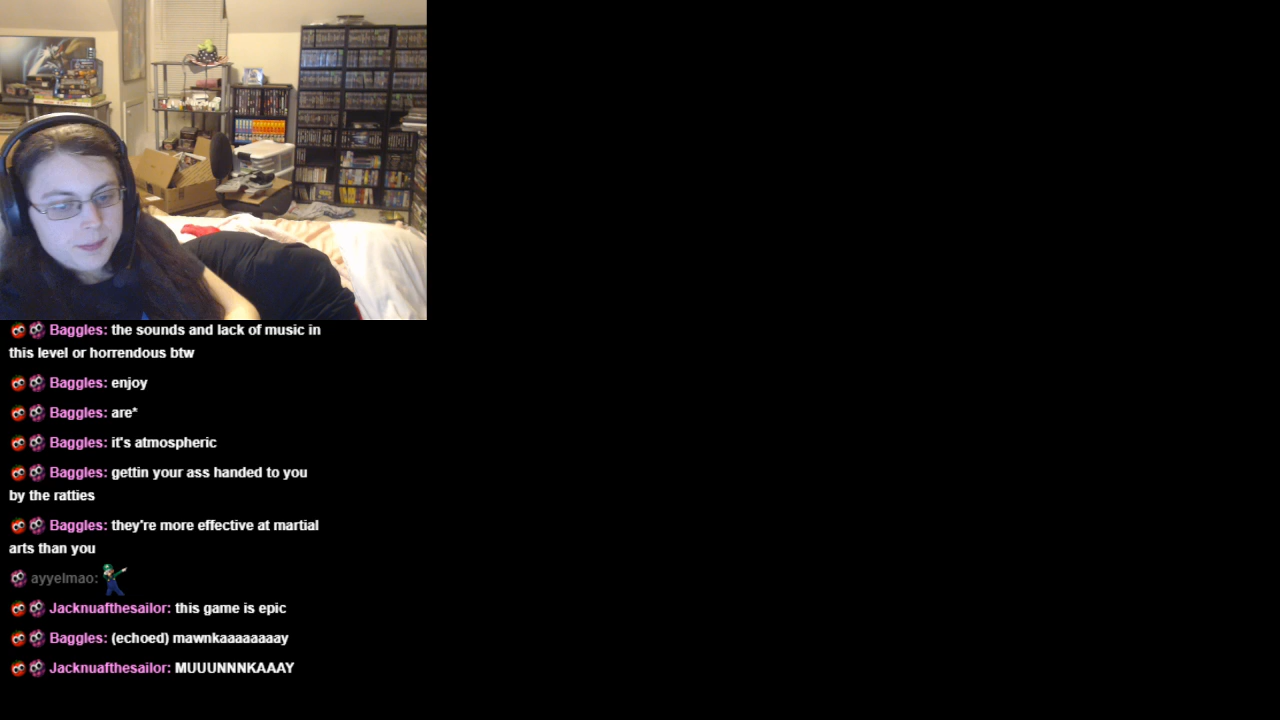 Baggles: the sounds and lack of music in
this level or horrendous btw
Baggles: enjoy
Baggles: are*
Baggles: it's atmospheric
Baggles: gettin your ass handed to you
by the ratties
Baggles: they're more effective at martial
arts than you
ayyelmao:
Jacknuafthesailor: this game is epic
Baggles: (echoed) mawnkaaaaaaaay
Jacknuafthesailor: MUUUNNNKAAAY